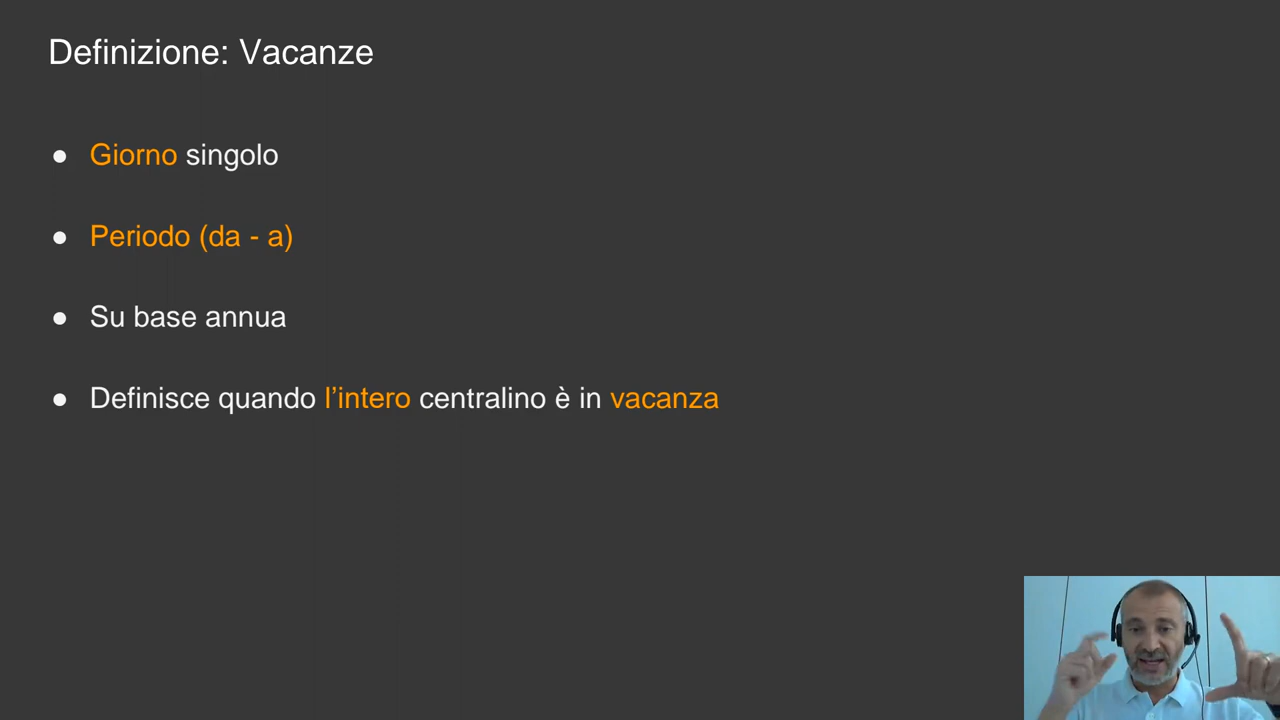 Definizione: Vacanze
● Giorno singolo
● Periodo (da - a)
● Su base annua
● Definisce quando l’intero centralino è in vacanza